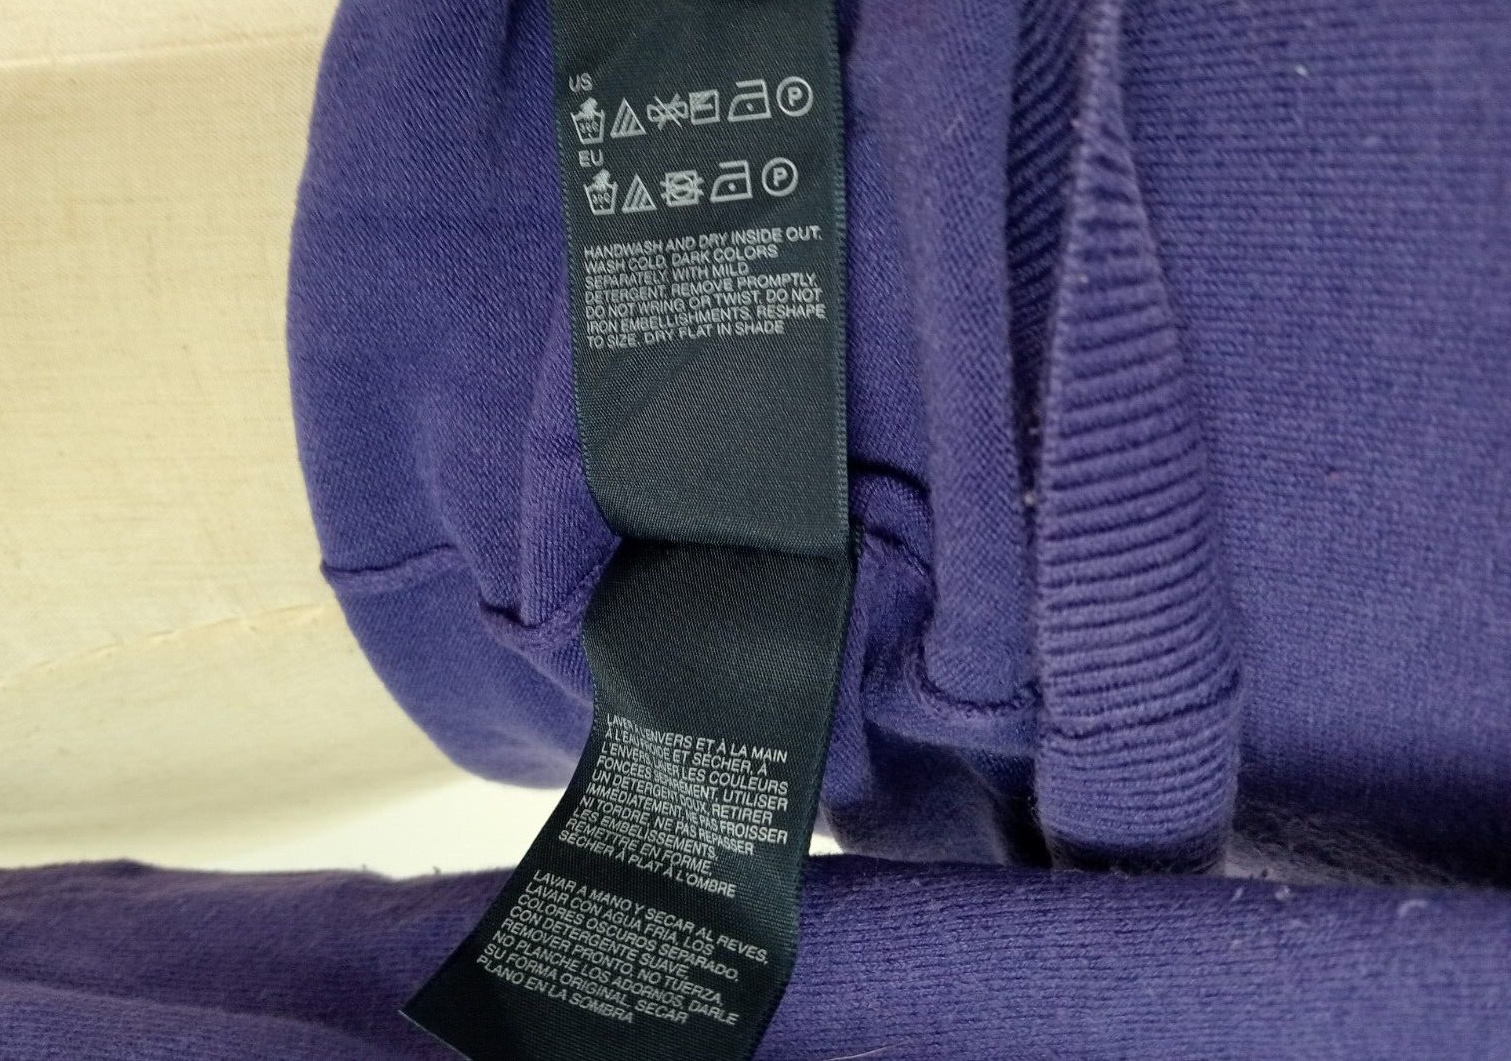 US
P
EU
P
HANDWASH AND DRY INSIDE OUT.
WASH COLD, DARK COLORS
SEPARATELY, WITH MILD
DETERGENT, REMOVE PROMPTLY,
DO NOT WRING OR TWIST, DO NOT
IRON EMBELLISHMENTS, RESHAPE
TO SIZE, DRY FLAT IN SHADE
LAVER L'ENVERS ET À LA MAIN
À L'EAU ET SÉCHER, À
L'ENVERS LES COULEURS
FONCÉES UTILISER
UN DÉTERGENT DOUX, RETIRER
IMMÉDIATEMENT, NE PAS FROISSER
NI TORDRE, NE PAS REPASSER
LES EMBELLISSEMENTS,
REMETTRE EN FORME,
SÉCHER À PLAT À L'OMBRE
LAVAR A MANO Y SECAR AL REVES,
LAVAR CON AGUA FRIA, LOS
COLORES OSCUROS SEPARADO,
CON DETERGENTE SUAVE,
REMOVER PRONTO, NO TUERZA,
NO PLANCHE LOS ADORNOS, DARLE
SU FORMA ORIGINAL, SECAR
PLANO EN LA SOMBRA